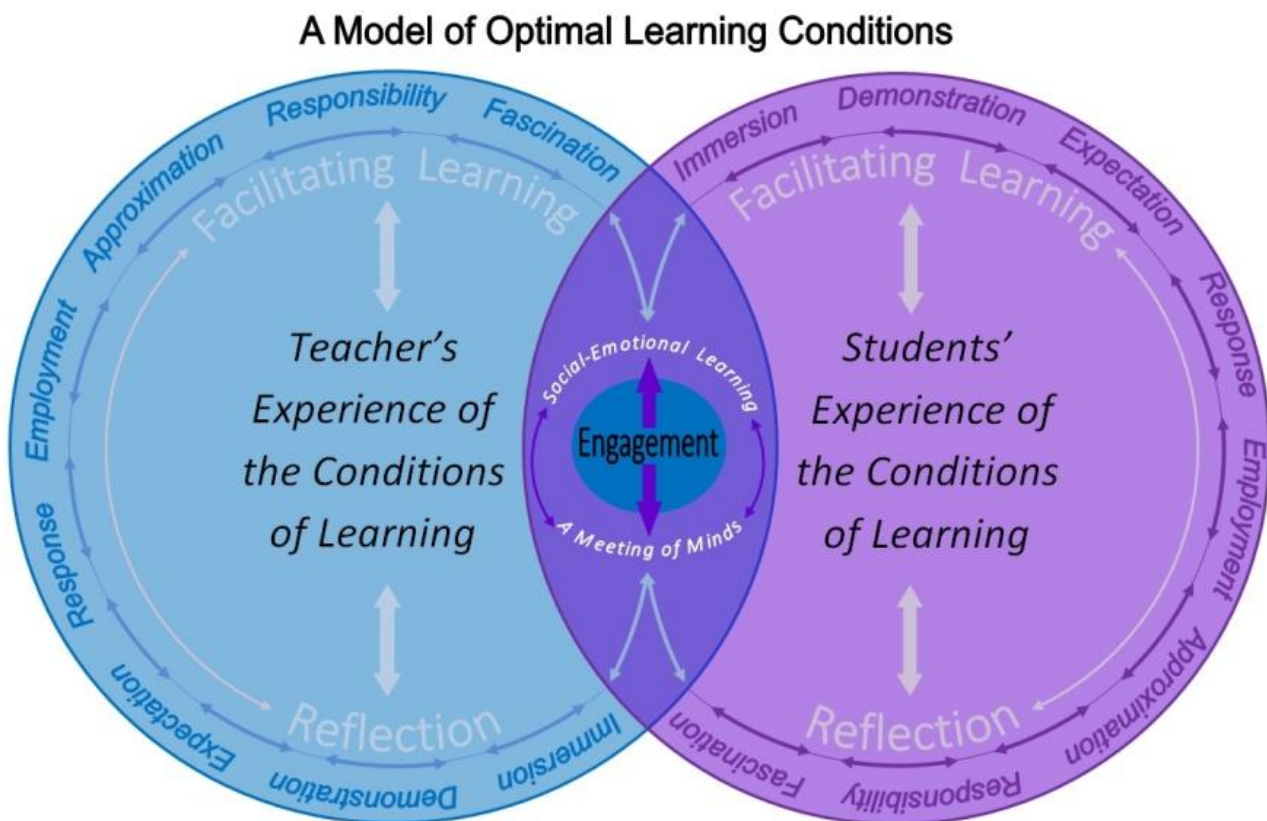 A Model of Optimal Learning Conditions
Immersion
Demonstration
Expectation
Response
Employment
Approximation
Responsibility
Fascination
Facilitating Learning
Teacher's
Experience of
the Conditions
of Learning
Reflection
Social-Emotional Learning
Engagement
A Meeting of Minds
Immersion
Demonstration
Expectation
Response
Employment
Approximation
Responsibility
Fascination
Facilitating Learning
Students'
Experience of
the Conditions
of Learning
Reflection